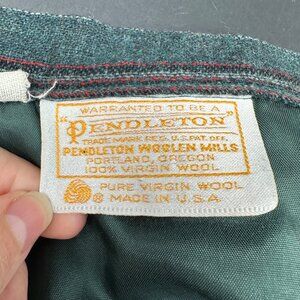 WARRANTED TO BE A
"PENDLETON"
TRADE MARK REG. U.S. PAT. OFF.
PENDLETON WOOLEN MILLS
PORTLAND, OREGON
100% VIRGIN WOOL
PURE VIRGIN WOOL
® MADE IN U.S.A.